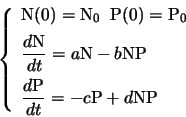 N(0) = N₀  P(0) = P₀
dN/dt = aN − bNP
dP/dt = −cP + dNP